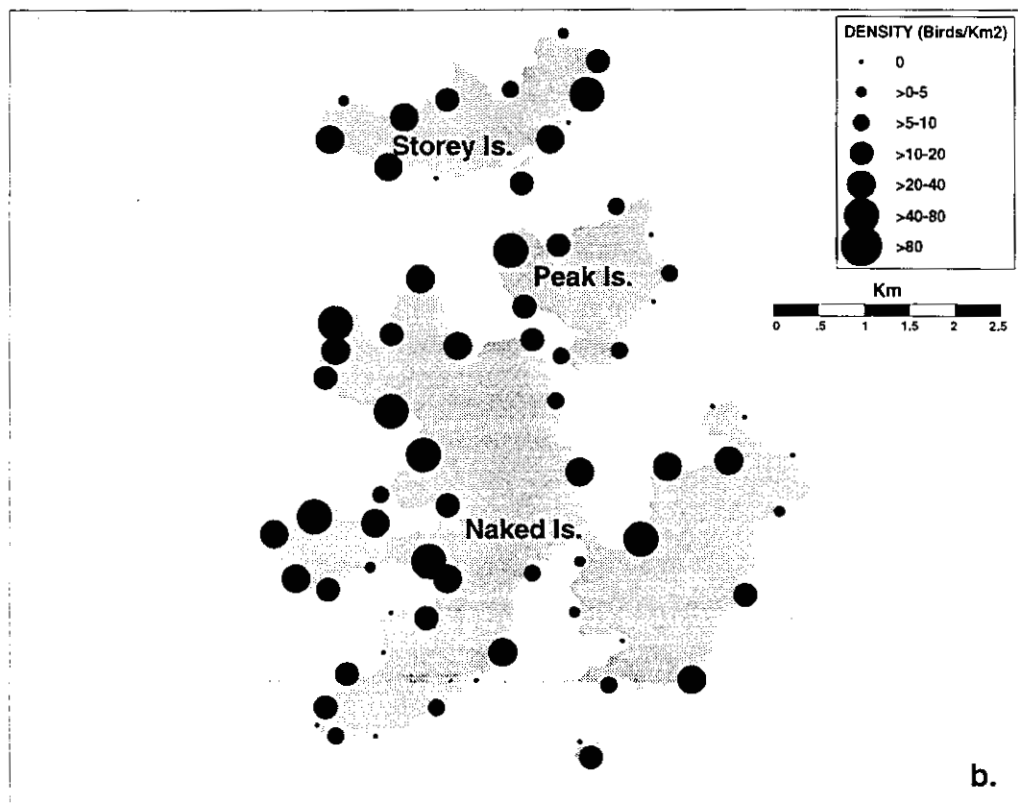 DENSITY (Birds/Km2)
0
>0-5
>5-10
>10-20
>20-40
>40-80
>80
Storey Is.
Peak Is.
Km
0 .5 1 1.5 2 2.5
Naked Is.
b.